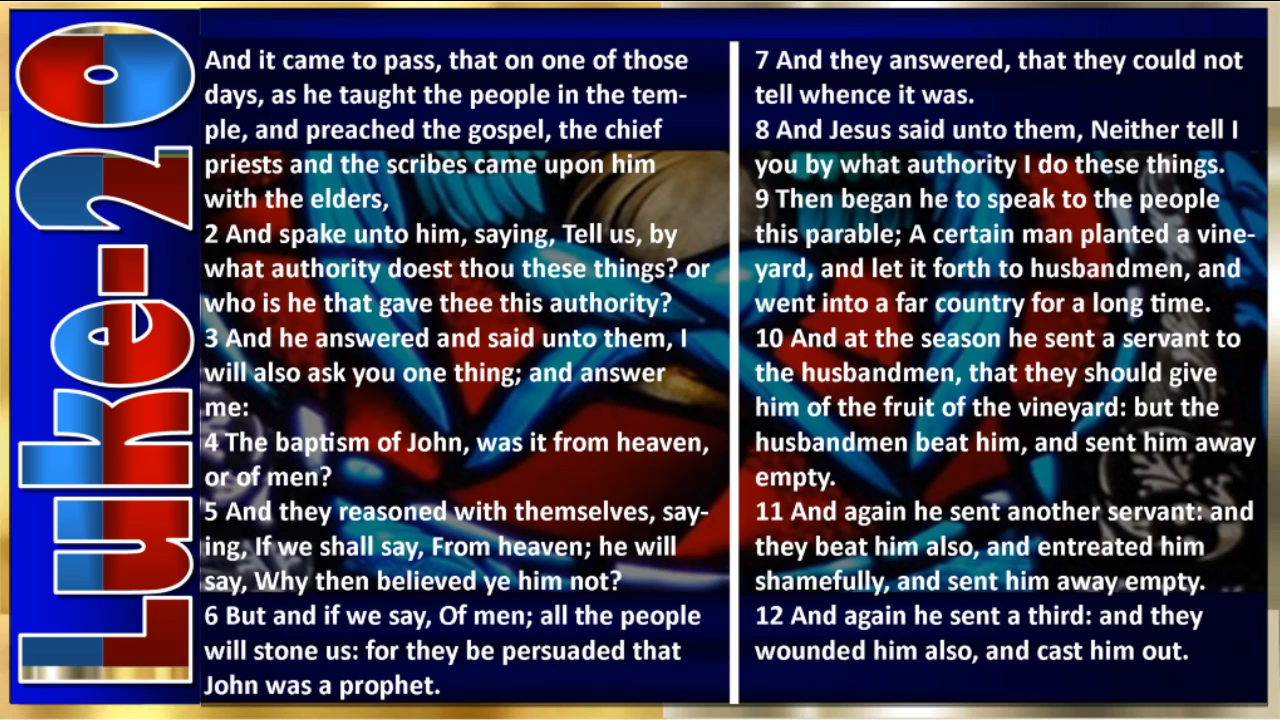 Luke-20
And it came to pass, that on one of those
days, as he taught the people in the tem-
ple, and preached the gospel, the chief
priests and the scribes came upon him
with the elders,
2 And spake unto him, saying, Tell us, by
what authority doest thou these things? or
who is he that gave thee this authority?
3 And he answered and said unto them, I
will also ask you one thing; and answer
me:
4 The baptism of John, was it from heaven,
or of men?
5 And they reasoned with themselves, say-
ing, If we shall say, From heaven; he will
say, Why then believed ye him not?
6 But and if we say, Of men; all the people
will stone us: for they be persuaded that
John was a prophet.
7 And they answered, that they could not
tell whence it was.
8 And Jesus said unto them, Neither tell I
you by what authority I do these things.
9 Then began he to speak to the people
this parable; A certain man planted a vine-
yard, and let it forth to husbandmen, and
went into a far country for a long time.
10 And at the season he sent a servant to
the husbandmen, that they should give
him of the fruit of the vineyard: but the
husbandmen beat him, and sent him away
empty.
11 And again he sent another servant: and
they beat him also, and entreated him
shamefully, and sent him away empty.
12 And again he sent a third: and they
wounded him also, and cast him out.